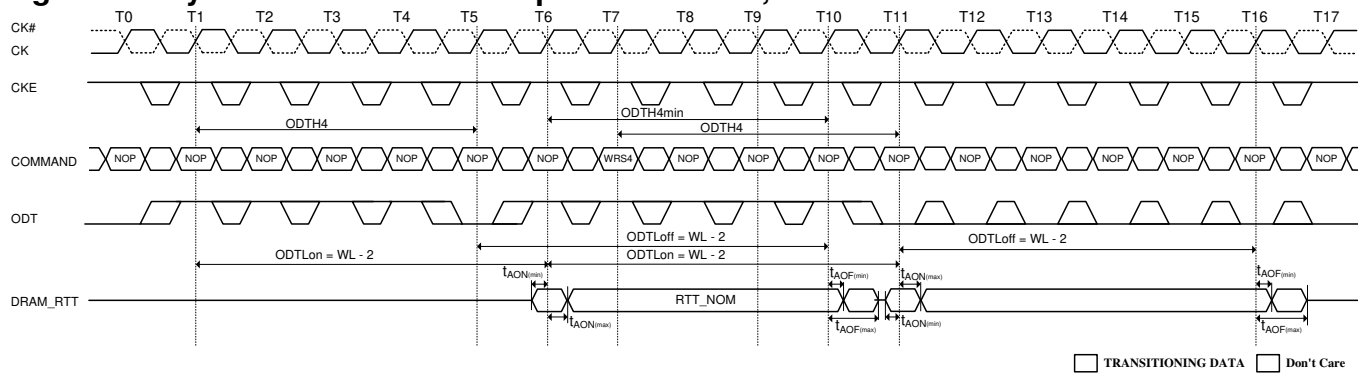 T0 T1 T2 T3 T4 T5 T6 T7 T8 T9 T10 T11 T12 T13 T14 T15 T16 T17
CK#
CK
CKE
ODTH4min
ODTH4
ODTH4
COMMAND NOP NOP NOP NOP NOP NOP NOP WRS4 NOP NOP NOP NOP NOP NOP NOP NOP NOP NOP
ODT
ODTLoff = WL - 2
ODTLoff = WL - 2
ODTLon = WL - 2
ODTLon = WL - 2
tAON(min)
tAOF(min)
tAON(max)
tAOF(min)
DRAM_RTT
RTT_NOM
tAON(max)
tAOF(max)
tAON(min)
tAOF(max)
TRANSITIONING DATA
Don't Care